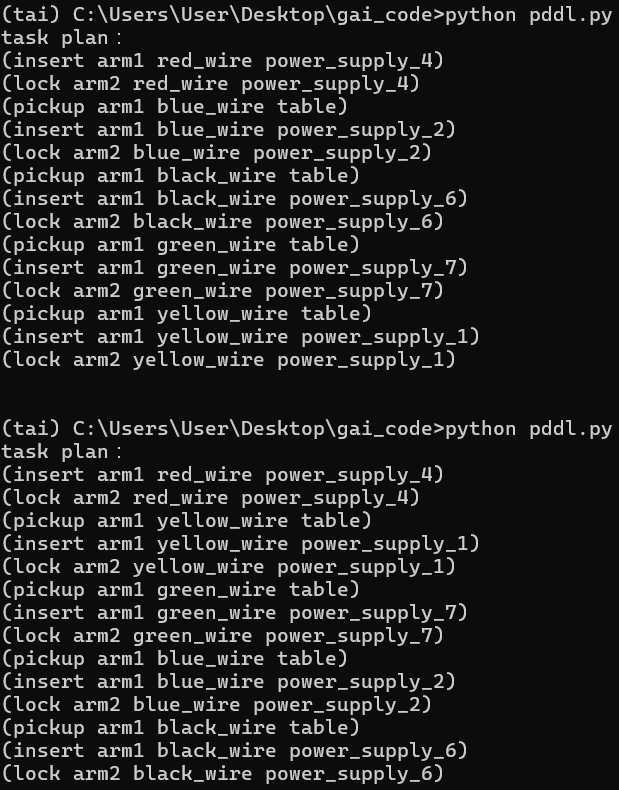 (tai) C:\Users\User\Desktop\gai_code>python pddl.py
task plan：
(insert arm1 red_wire power_supply_4)
(lock arm2 red_wire power_supply_4)
(pickup arm1 blue_wire table)
(insert arm1 blue_wire power_supply_2)
(lock arm2 blue_wire power_supply_2)
(pickup arm1 black_wire table)
(insert arm1 black_wire power_supply_6)
(lock arm2 black_wire power_supply_6)
(pickup arm1 green_wire table)
(insert arm1 green_wire power_supply_7)
(lock arm2 green_wire power_supply_7)
(pickup arm1 yellow_wire table)
(insert arm1 yellow_wire power_supply_1)
(lock arm2 yellow_wire power_supply_1)
(tai) C:\Users\User\Desktop\gai_code>python pddl.py
task plan：
(insert arm1 red_wire power_supply_4)
(lock arm2 red_wire power_supply_4)
(pickup arm1 yellow_wire table)
(insert arm1 yellow_wire power_supply_1)
(lock arm2 yellow_wire power_supply_1)
(pickup arm1 green_wire table)
(insert arm1 green_wire power_supply_7)
(lock arm2 green_wire power_supply_7)
(pickup arm1 blue_wire table)
(insert arm1 blue_wire power_supply_2)
(lock arm2 blue_wire power_supply_2)
(pickup arm1 black_wire table)
(insert arm1 black_wire power_supply_6)
(lock arm2 black_wire power_supply_6)